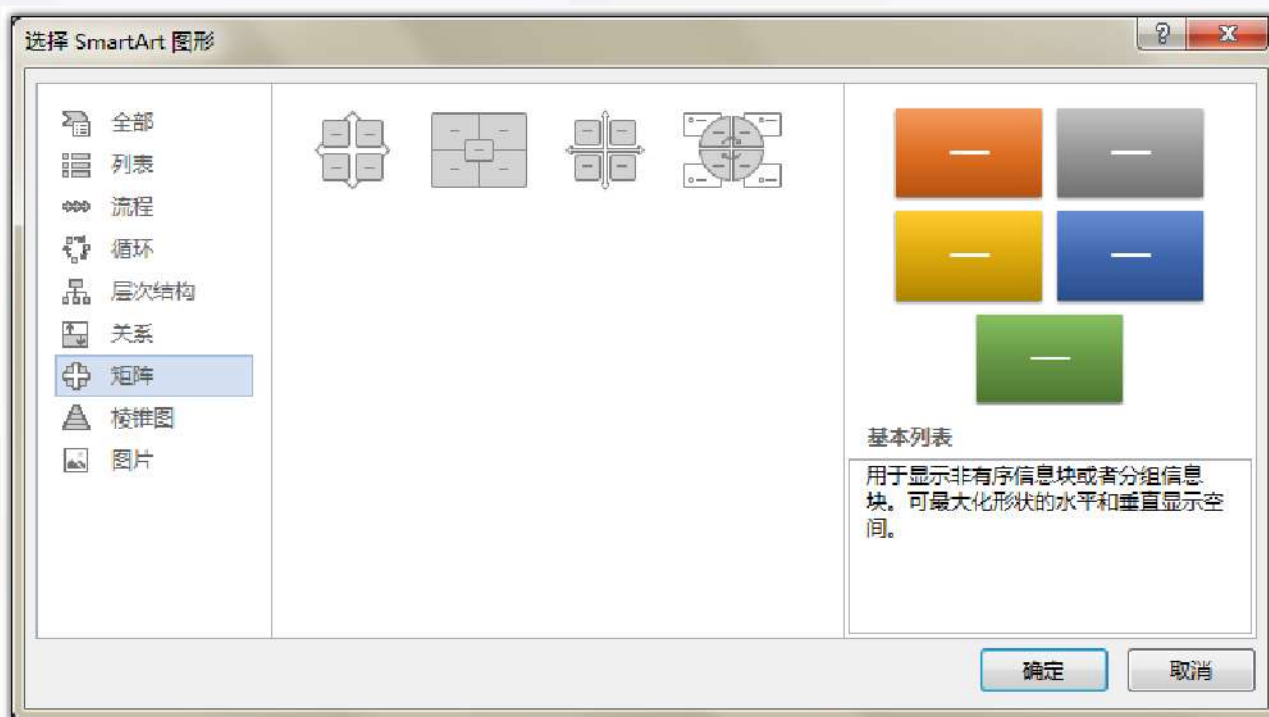 选择 SmartArt 图形
全部
列表
流程
循环
层次结构
关系
矩阵
棱锥图
图片
基本列表
用于显示非有序信息块或者分组信息
块。可最大化形状的水平和垂直显示空
间。
确定
取消